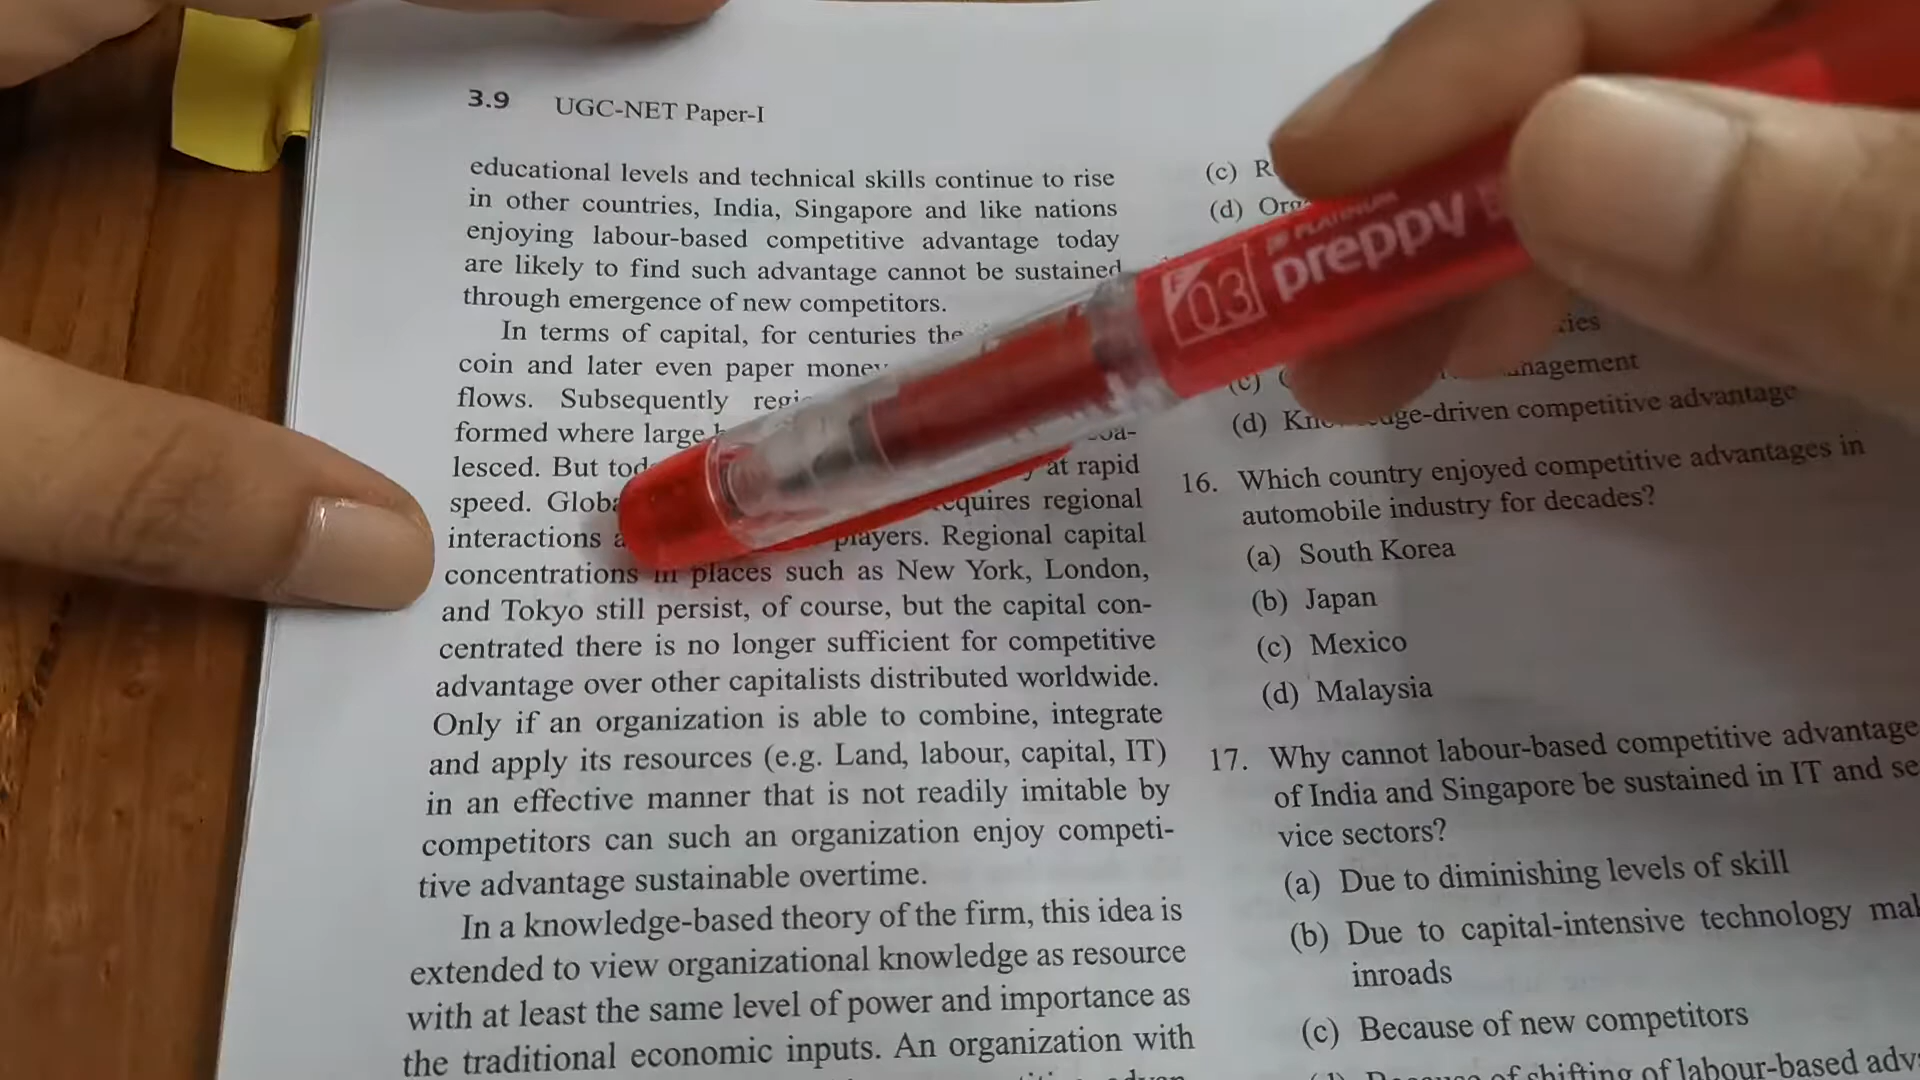 3.9 UGC-NET Paper-I
educational levels and technical skills continue to rise
in other countries, India, Singapore and like nations
enjoying labour-based competitive advantage today
are likely to find such advantage cannot be sustained
through emergence of new competitors.
In terms of capital, for centuries the
coin and later even paper money
flows. Subsequently
formed where large
lesced. But at rapid
speed. requires regional
interactions players. Regional capital
concentrations in places such as New York, London,
and Tokyo still persist, of course, but the capital con-
centrated there is no longer sufficient for competitive
advantage over other capitalists distributed worldwide.
Only if an organization is able to combine, integrate
and apply its resources (e.g. Land, labour, capital, IT)
in an effective manner that is not readily imitable by
competitors can such an organization enjoy competi-
tive advantage sustainable overtime.
In a knowledge-based theory of the firm, this idea is
extended to view organizational knowledge as resource
with at least the same level of power and importance as
the traditional economic inputs. An organization with
(c)
(d)
(c) management
(d) Knowledge-driven competitive advantage
16. Which country enjoyed competitive advantages in
automobile industry for decades?
(a) South Korea
(b) Japan
(c) Mexico
(d) Malaysia
17. Why cannot labour-based competitive advantage
of India and Singapore be sustained in IT and se
vice sectors?
(a) Due to diminishing levels of skill
(b) Due to capital-intensive technology mak
inroads
(c) Because of new competitors
of shifting of labour-based adv
F 03 PLATINUM
preppy